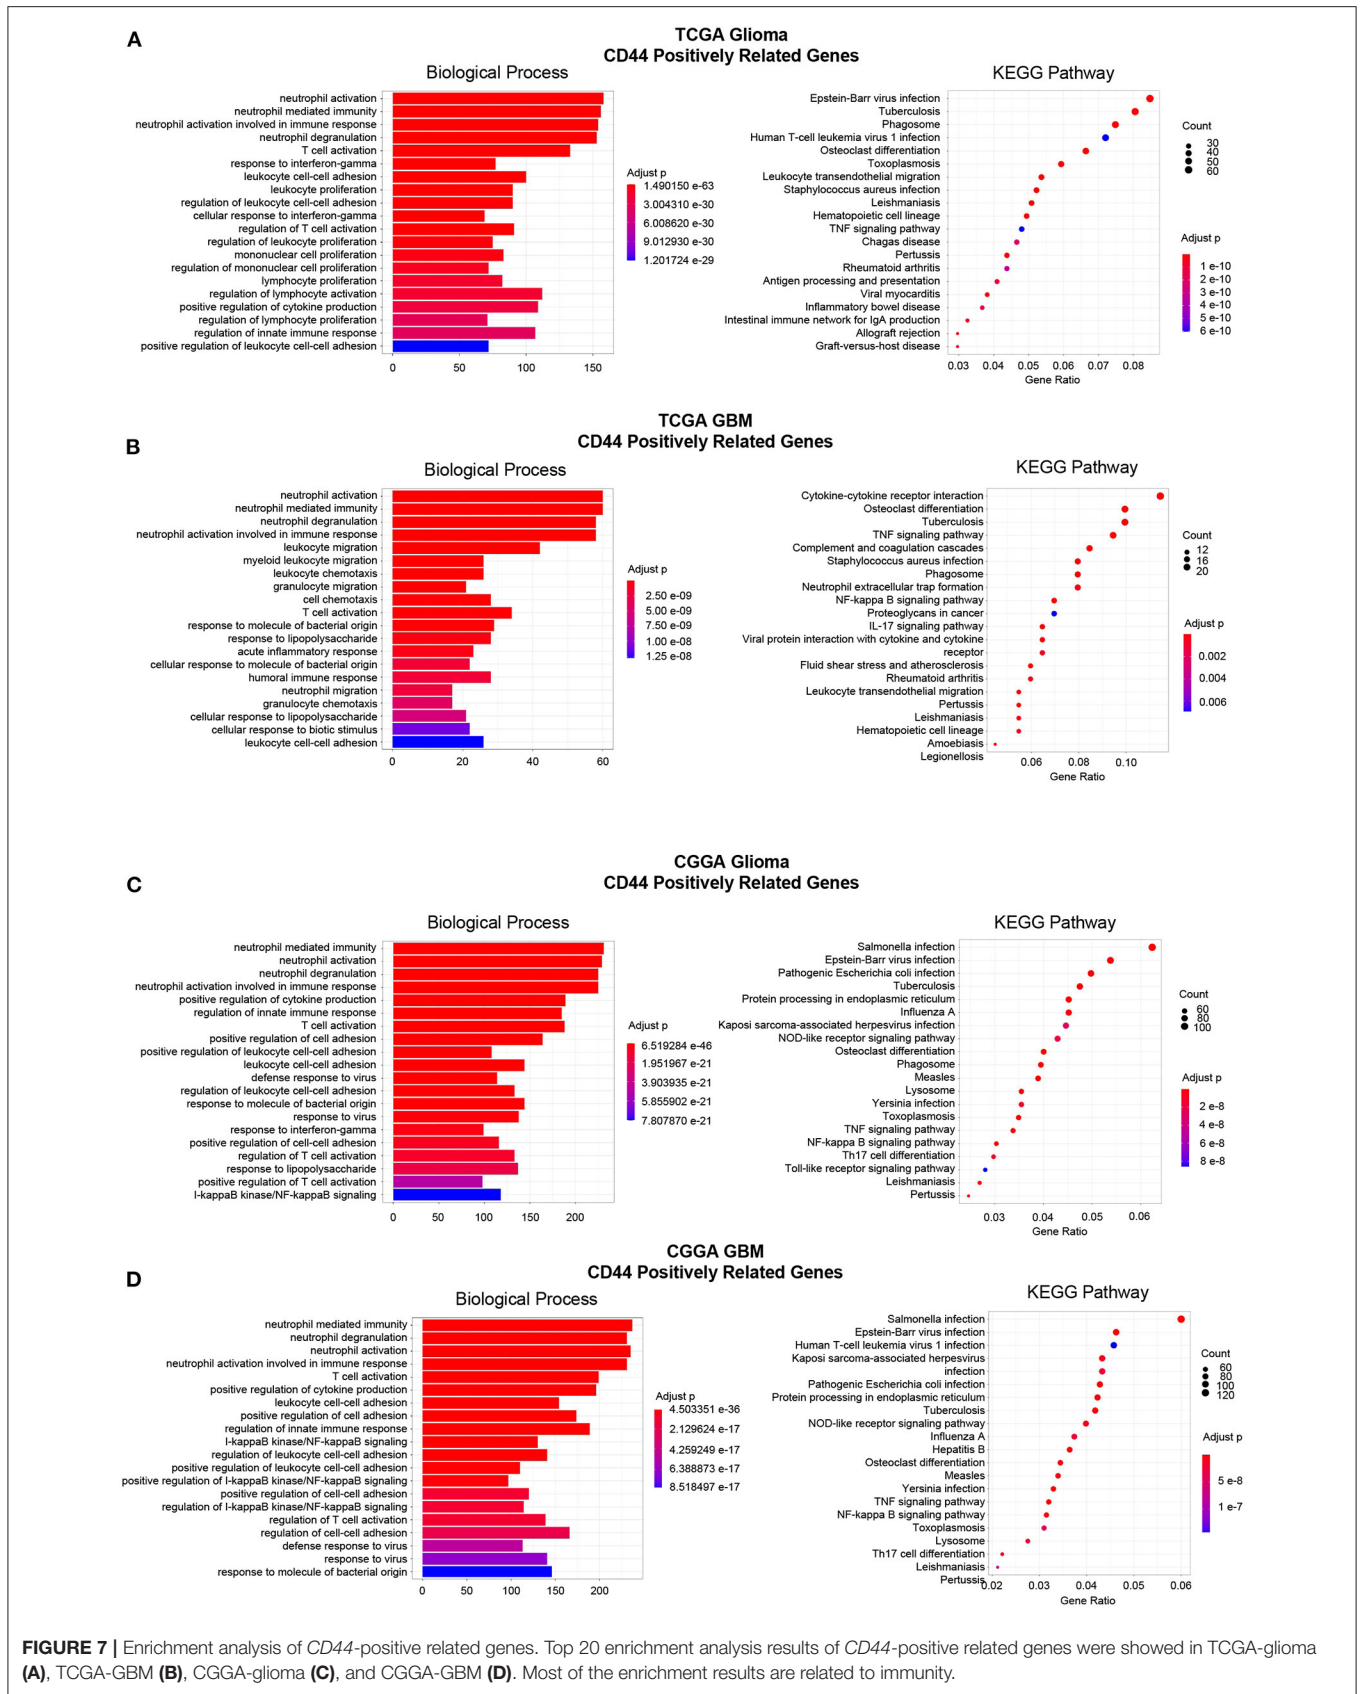 A
TCGA Glioma
CD44 Positively Related Genes
Biological Process
neutrophil activation
neutrophil mediated immunity
neutrophil activation involved in immune response
neutrophil degranulation
T cell activation
response to interferon-gamma
leukocyte cell-cell adhesion
leukocyte proliferation
regulation of leukocyte cell-cell adhesion
cellular response to interferon-gamma
regulation of T cell activation
regulation of leukocyte proliferation
mononuclear cell proliferation
regulation of mononuclear cell proliferation
lymphocyte proliferation
regulation of lymphocyte activation
positive regulation of cytokine production
regulation of lymphocyte proliferation
regulation of innate immune response
positive regulation of leukocyte cell-cell adhesion
0 50 100 150
Adjust p
1.490150 e-63
3.004310 e-30
6.008620 e-30
9.012930 e-30
1.201724 e-29
KEGG Pathway
Epstein-Barr virus infection
Tuberculosis
Phagosome
Human T-cell leukemia virus 1 infection
Osteoclast differentiation
Toxoplasmosis
Leukocyte transendothelial migration
Staphylococcus aureus infection
Leishmaniasis
Hematopoietic cell lineage
TNF signaling pathway
Chagas disease
Pertussis
Rheumatoid arthritis
Antigen processing and presentation
Viral myocarditis
Inflammatory bowel disease
Intestinal immune network for IgA production
Allograft rejection
Graft-versus-host disease
0.03 0.04 0.05 0.06 0.07 0.08
Gene Ratio
Count
30
40
50
60
Adjust p
1 e-10
2 e-10
3 e-10
4 e-10
5 e-10
6 e-10
B
TCGA GBM
CD44 Positively Related Genes
Biological Process
neutrophil activation
neutrophil mediated immunity
neutrophil degranulation
neutrophil activation involved in immune response
leukocyte migration
myeloid leukocyte migration
leukocyte chemotaxis
granulocyte migration
cell chemotaxis
T cell activation
response to molecule of bacterial origin
response to lipopolysaccharide
acute inflammatory response
cellular response to molecule of bacterial origin
humoral immune response
neutrophil migration
granulocyte chemotaxis
cellular response to lipopolysaccharide
cellular response to biotic stimulus
leukocyte cell-cell adhesion
0 20 40 60
Adjust p
2.50 e-09
5.00 e-09
7.50 e-09
1.00 e-08
1.25 e-08
KEGG Pathway
Cytokine-cytokine receptor interaction
Osteoclast differentiation
Tuberculosis
TNF signaling pathway
Complement and coagulation cascades
Staphylococcus aureus infection
Phagosome
Neutrophil extracellular trap formation
NF-kappa B signaling pathway
Proteoglycans in cancer
IL-17 signaling pathway
Viral protein interaction with cytokine and cytokine
receptor
Fluid shear stress and atherosclerosis
Rheumatoid arthritis
Leukocyte transendothelial migration
Pertussis
Leishmaniasis
Hematopoietic cell lineage
Amoebiasis
Legionellosis
0.06 0.08 0.10
Gene Ratio
Count
12
16
20
Adjust p
0.002
0.004
0.006
C
CGGA Glioma
CD44 Positively Related Genes
Biological Process
neutrophil mediated immunity
neutrophil activation
neutrophil degranulation
neutrophil activation involved in immune response
positive regulation of cytokine production
regulation of innate immune response
T cell activation
positive regulation of cell adhesion
positive regulation of leukocyte cell-cell adhesion
leukocyte cell-cell adhesion
defense response to virus
regulation of leukocyte cell-cell adhesion
response to molecule of bacterial origin
response to virus
response to interferon-gamma
positive regulation of cell-cell adhesion
regulation of T cell activation
response to lipopolysaccharide
positive regulation of T cell activation
I-kappaB kinase/NF-kappaB signaling
0 50 100 150 200
Adjust p
6.519284 e-46
1.951967 e-21
3.903935 e-21
5.855902 e-21
7.807870 e-21
KEGG Pathway
Salmonella infection
Epstein-Barr virus infection
Pathogenic Escherichia coli infection
Tuberculosis
Protein processing in endoplasmic reticulum
Influenza A
Kaposi sarcoma-associated herpesvirus infection
NOD-like receptor signaling pathway
Osteoclast differentiation
Phagosome
Measles
Lysosome
Yersinia infection
Toxoplasmosis
TNF signaling pathway
NF-kappa B signaling pathway
Th17 cell differentiation
Toll-like receptor signaling pathway
Leishmaniasis
Pertussis
0.03 0.04 0.05 0.06
Gene Ratio
Count
60
80
100
Adjust p
2 e-8
4 e-8
6 e-8
8 e-8
D
CGGA GBM
CD44 Positively Related Genes
Biological Process
neutrophil mediated immunity
neutrophil degranulation
neutrophil activation
neutrophil activation involved in immune response
T cell activation
positive regulation of cytokine production
leukocyte cell-cell adhesion
positive regulation of cell adhesion
regulation of innate immune response
I-kappaB kinase/NF-kappaB signaling
regulation of leukocyte cell-cell adhesion
positive regulation of leukocyte cell-cell adhesion
positive regulation of I-kappaB kinase/NF-kappaB signaling
positive regulation of cell-cell adhesion
regulation of I-kappaB kinase/NF-kappaB signaling
regulation of T cell activation
regulation of cell-cell adhesion
defense response to virus
response to virus
response to molecule of bacterial origin
0 50 100 150 200
Adjust p
4.503351 e-36
2.129624 e-17
4.259249 e-17
6.388873 e-17
8.518497 e-17
KEGG Pathway
Salmonella infection
Epstein-Barr virus infection
Human T-cell leukemia virus 1 infection
Kaposi sarcoma-associated herpesvirus
infection
Pathogenic Escherichia coli infection
Protein processing in endoplasmic reticulum
Tuberculosis
NOD-like receptor signaling pathway
Influenza A
Hepatitis B
Osteoclast differentiation
Measles
Yersinia infection
TNF signaling pathway
NF-kappa B signaling pathway
Toxoplasmosis
Lysosome
Th17 cell differentiation
Leishmaniasis
Pertussis
0.02 0.03 0.04 0.05 0.06
Gene Ratio
Count
60
80
100
120
Adjust p
5 e-8
1 e-7
FIGURE 7 | Enrichment analysis of CD44-positive related genes. Top 20 enrichment analysis results of CD44-positive related genes were showed in TCGA-glioma
(A), TCGA-GBM (B), CGGA-glioma (C), and CGGA-GBM (D). Most of the enrichment results are related to immunity.